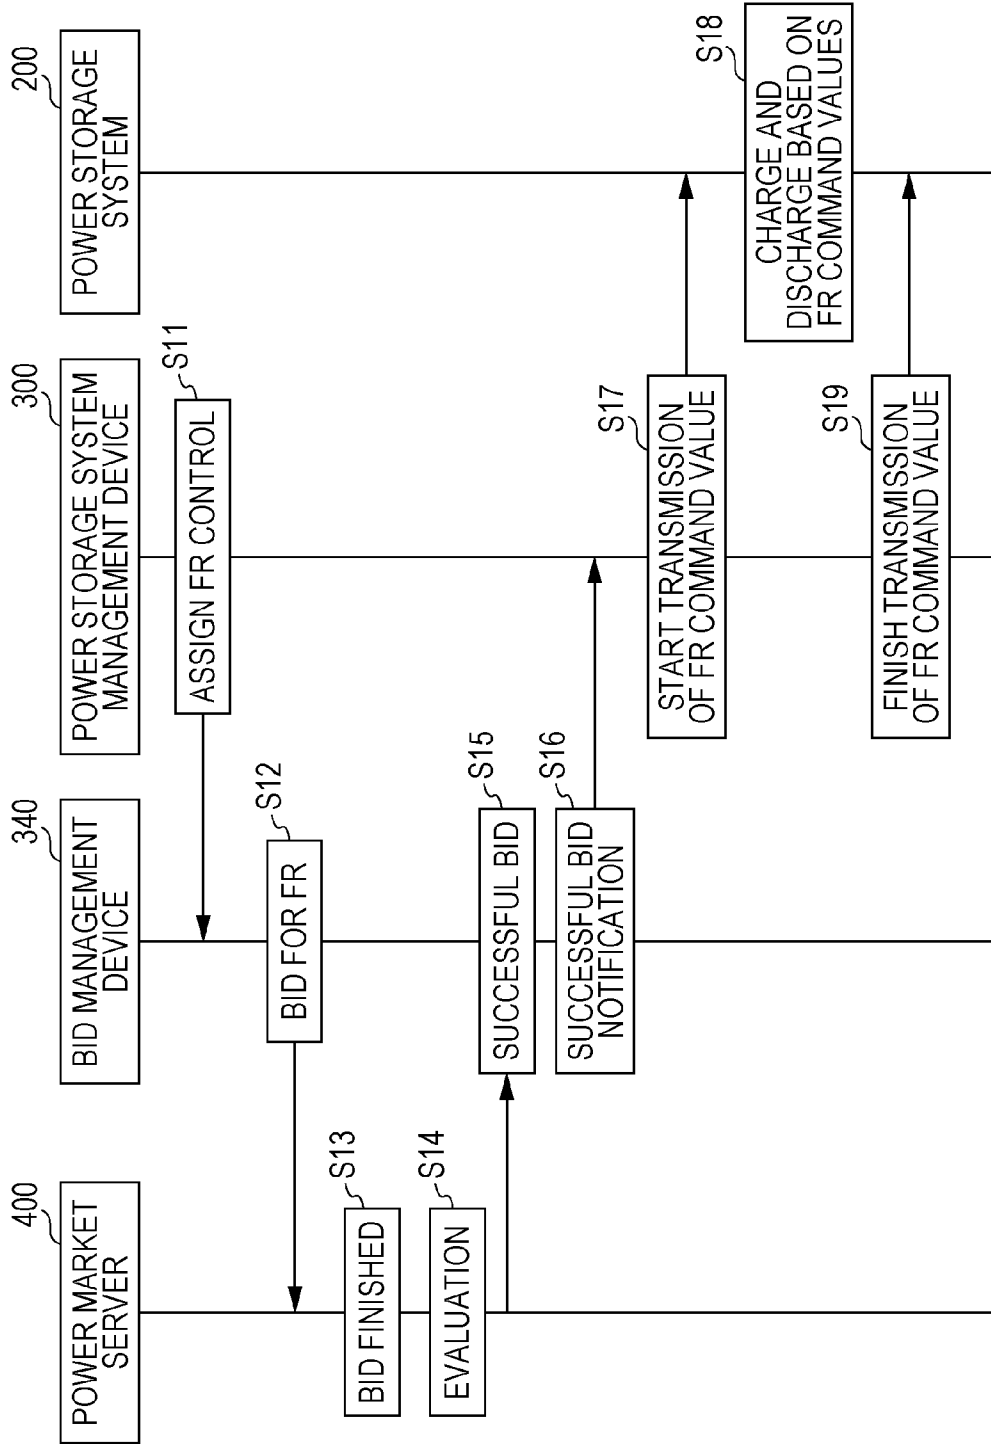 400
POWER MARKET
SERVER
340
BID MANAGEMENT
DEVICE
300
POWER STORAGE SYSTEM
MANAGEMENT DEVICE
200
POWER STORAGE
SYSTEM
S11
ASSIGN FR CONTROL
S12
BID FOR FR
S13
BID FINISHED
S14
EVALUATION
S15
SUCCESSFUL BID
S16
SUCCESSFUL BID
NOTIFICATION
S17
START TRANSMISSION
OF FR COMMAND VALUE
S18
CHARGE AND
DISCHARGE BASED ON
FR COMMAND VALUES
S19
FINISH TRANSMISSION
OF FR COMMAND VALUE